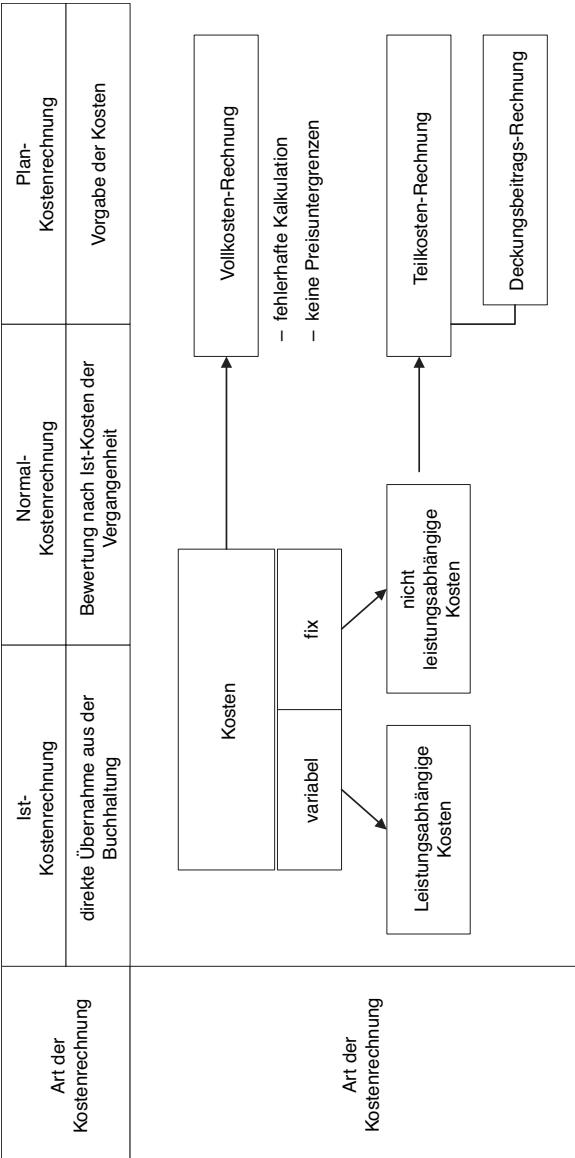 Art der
Kostenrechnung
Ist-
Kostenrechnung
Normal-
Kostenrechnung
Plan-
Kostenrechnung
direkte Übernahme aus der
Buchhaltung
Bewertung nach Ist-Kosten der
Vergangenheit
Vorgabe der Kosten
Art der
Kostenrechnung
Kosten
variabel
fix
Vollkosten-Rechnung
– fehlerhafte Kalkulation
– keine Preisuntergrenzen
Leistungsabhängige
Kosten
nicht
leistungsabhängige
Kosten
Teilkosten-Rechnung
Deckungsbeitrags-Rechnung